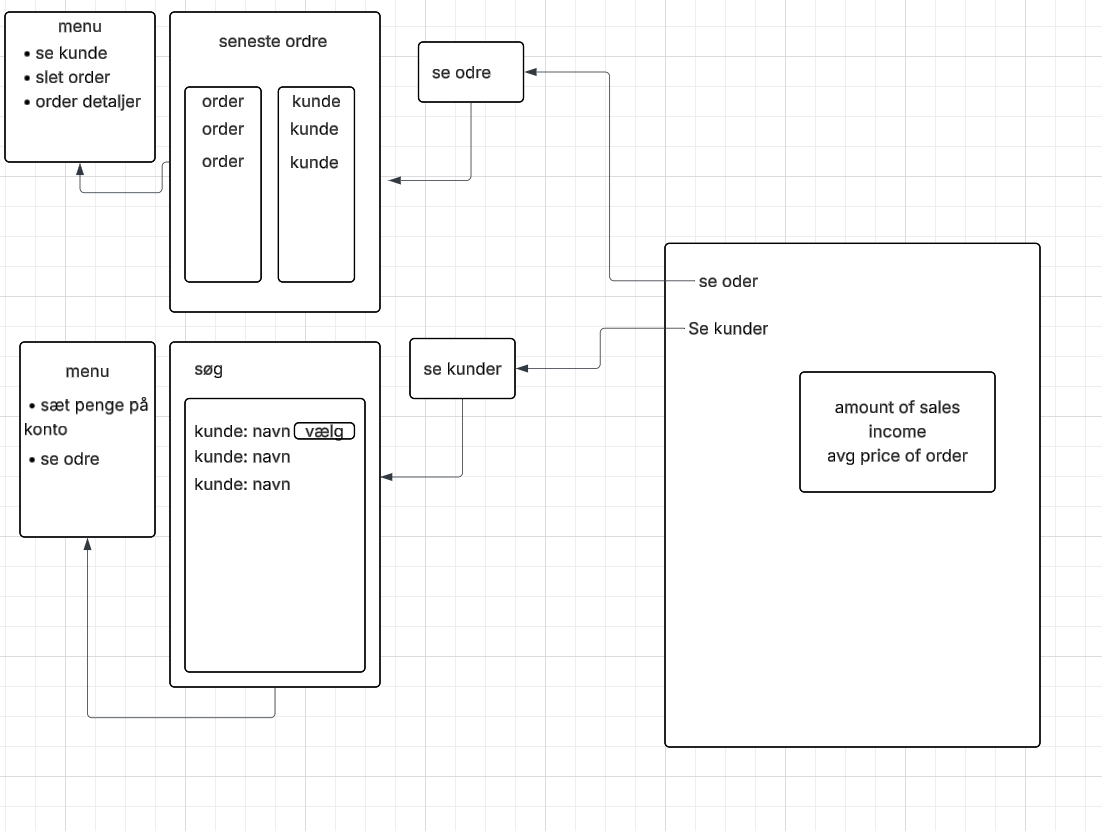 menu
• se kunde
• slet order
• order detaljer
seneste ordre
order
order
order
kunde
kunde
kunde
se odre
se oder
Se kunder
amount of sales
income
avg price of order
menu
• sæt penge på
konto
• se odre
søg
kunde: navn vælg
kunde: navn
kunde: navn
se kunder